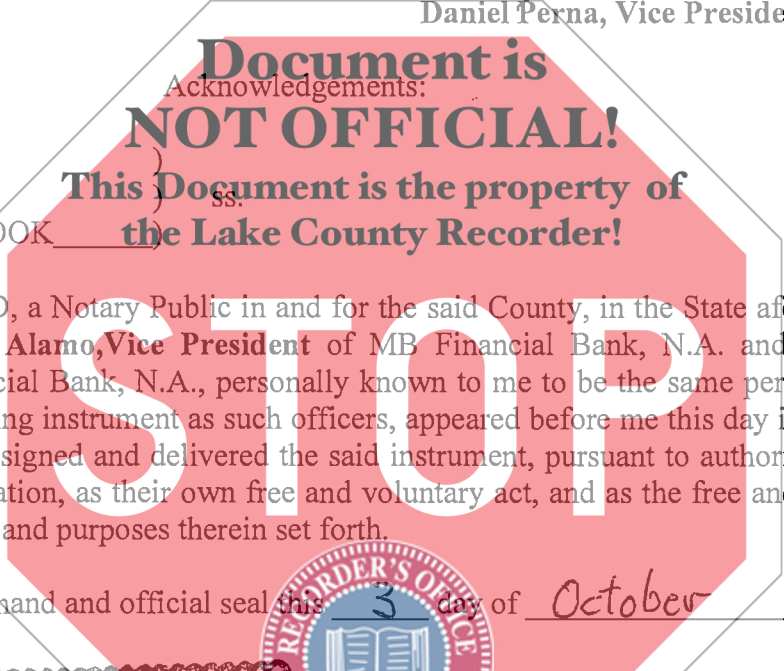 Daniel Perna, Vice Preside
Document is
Acknowledgements:
NOT OFFICIAL!
)
This Document is the property of
) ss.
OOK______)
the Lake County Recorder!
D, a Notary Public in and for the said County, in the State af
Alamo,Vice President of MB Financial Bank, N.A. and
cial Bank, N.A., personally known to me to be the same per
ng instrument as such officers, appeared before me this day i
signed and delivered the said instrument, pursuant to author
ation, as their own free and voluntary act, and as the free an
and purposes therein set forth.
STOP
hand and official seal this 3 day of October
RECORDER'S OFFICE